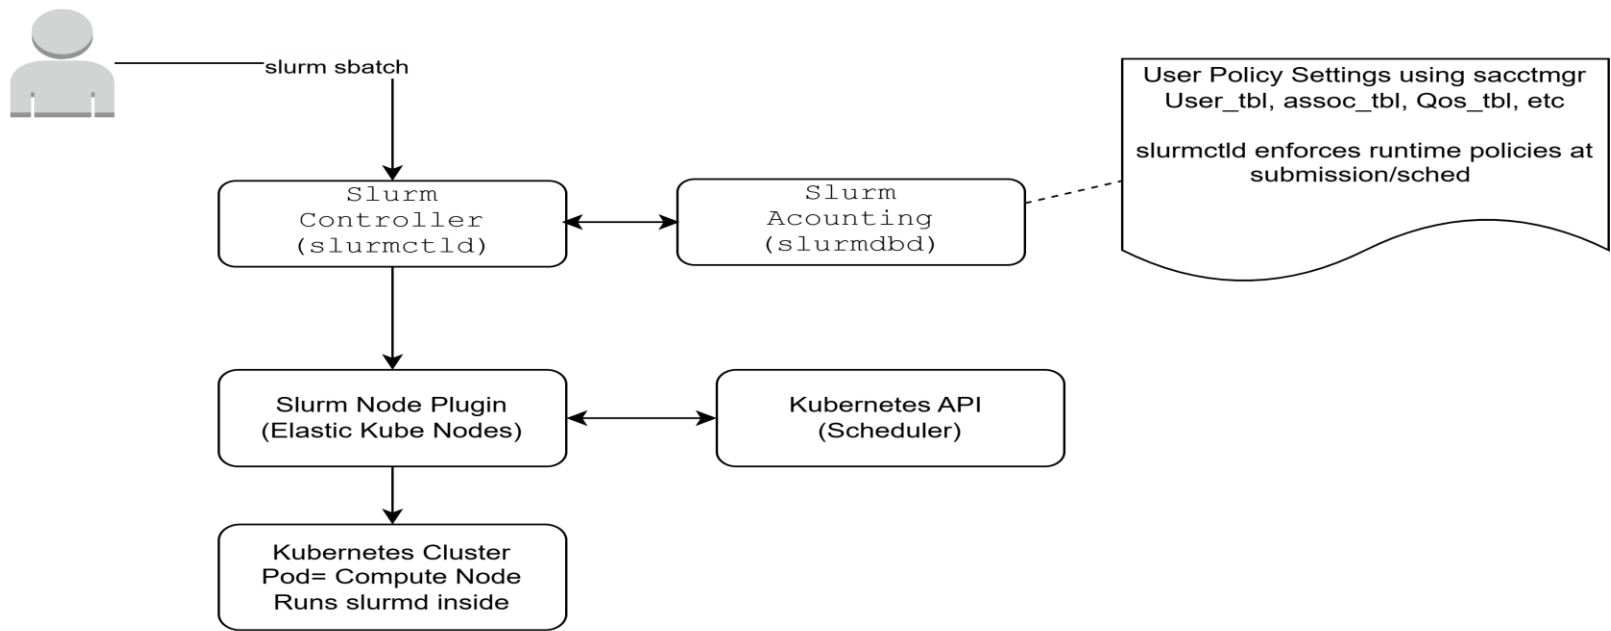 slurm sbatch
User Policy Settings using sacctmgr
User_tbl, assoc_tbl, Qos_tbl, etc
slurmctld enforces runtime policies at
submission/sched
Slurm
Controller
(slurmctld)
Slurm
Acounting
(slurmdbd)
Slurm Node Plugin
(Elastic Kube Nodes)
Kubernetes API
(Scheduler)
Kubernetes Cluster
Pod= Compute Node
Runs slurmd inside